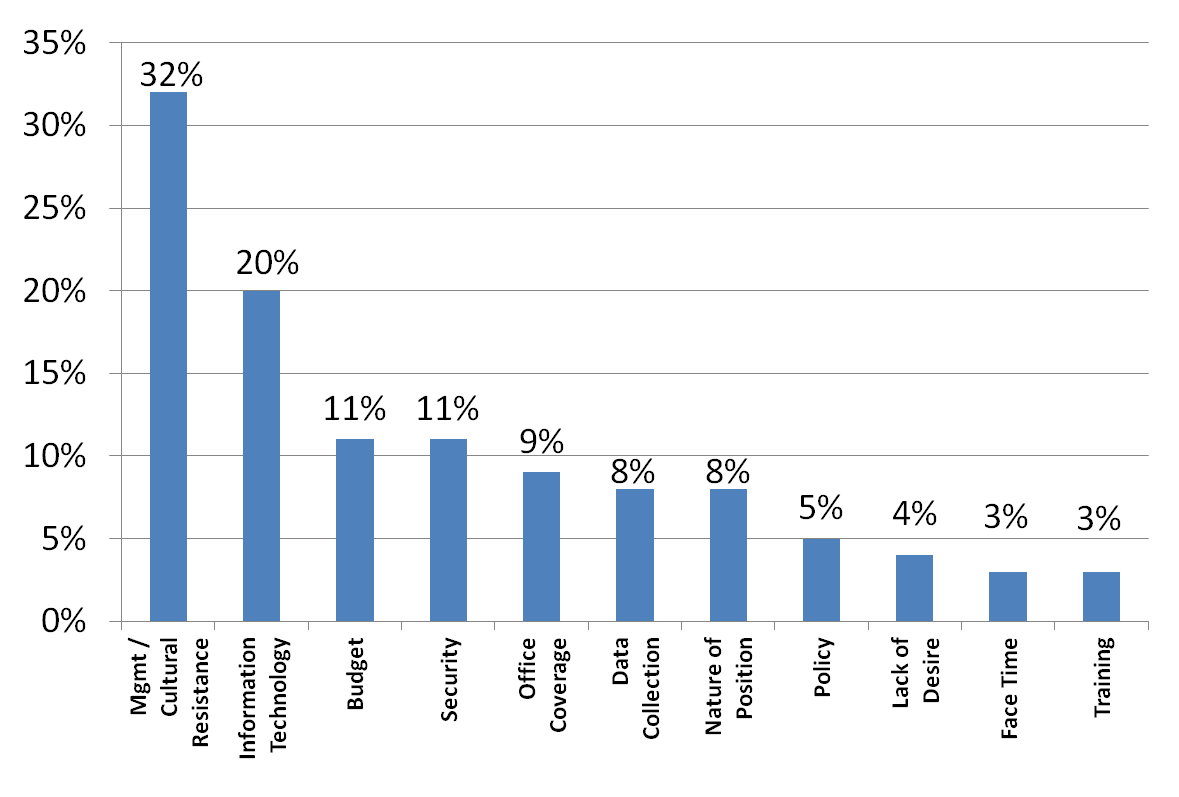 35%
30%
25%
20%
15%
10%
5%
0%
32%
20%
11%
11%
9%
8%
8%
5%
4%
3%
3%
Mgmt /
Cultural
Resistance
Information
Technology
Budget
Security
Office
Coverage
Data
Collection
Nature of
Position
Policy
Lack of
Desire
Face Time
Training